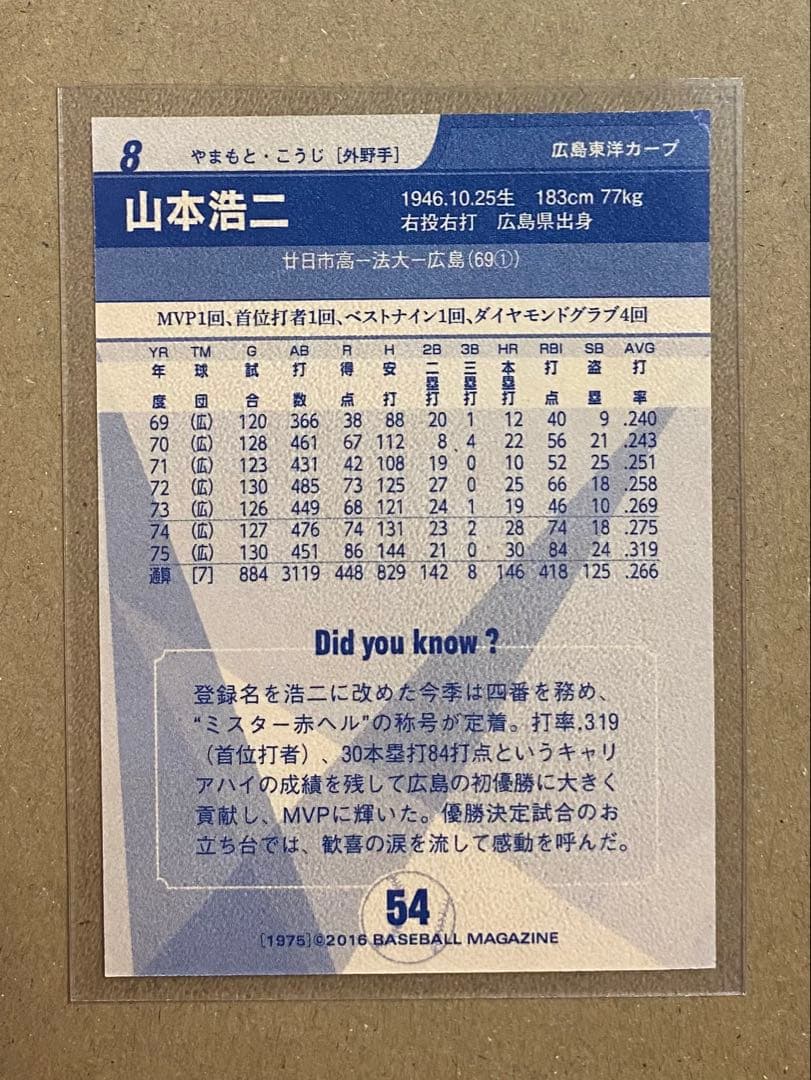 8 やまもと・こうじ［外野手］ 広島東洋カープ
山本浩二 1946.10.25生 183cm 77kg
右投右打 広島県出身
廿日市高ー法大ー広島(69①)
MVP1回、首位打者1回、ベストナイン1回、ダイヤモンドグラブ4回
YR TM G AB R H 2B 3B HR RBI SB AVG
年度 球団 試合 打数 得点 安打 二塁打 三塁打 本塁打 打点 盗塁 打率
69 (広) 120 366 38 88 20 1 12 40 9 .240
70 (広) 128 461 67 112 8 4 22 56 21 .243
71 (広) 123 431 42 108 19 0 10 52 25 .251
72 (広) 130 485 73 125 27 0 25 66 18 .258
73 (広) 126 449 68 121 24 1 19 46 10 .269
74 (広) 127 476 74 131 23 2 28 74 18 .275
75 (広) 130 451 86 144 21 0 30 84 24 .319
通算 [7] 884 3119 448 829 142 8 146 418 125 .266
Did you know ?
登録名を浩二に改めた今季は四番を務め、
“ミスター赤ヘル”の称号が定着。打率.319
（首位打者）、30本塁打84打点というキャリ
アハイの成績を残して広島の初優勝に大きく
貢献し、MVPに輝いた。優勝決定試合のお
立ち台では、歓喜の涙を流して感動を呼んだ。
54
[1975]©2016 BASEBALL MAGAZINE